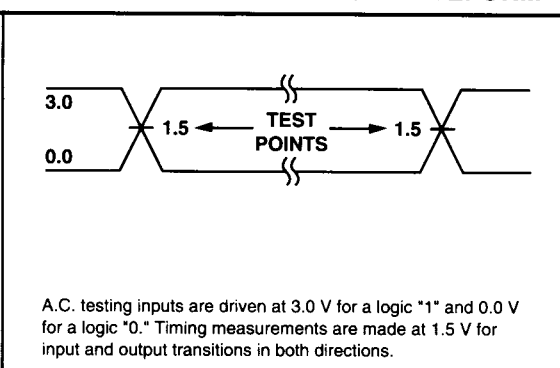 3.0
1.5 TEST 1.5
POINTS
0.0
A.C. testing inputs are driven at 3.0 V for a logic "1" and 0.0 V
for a logic "0." Timing measurements are made at 1.5 V for
input and output transitions in both directions.